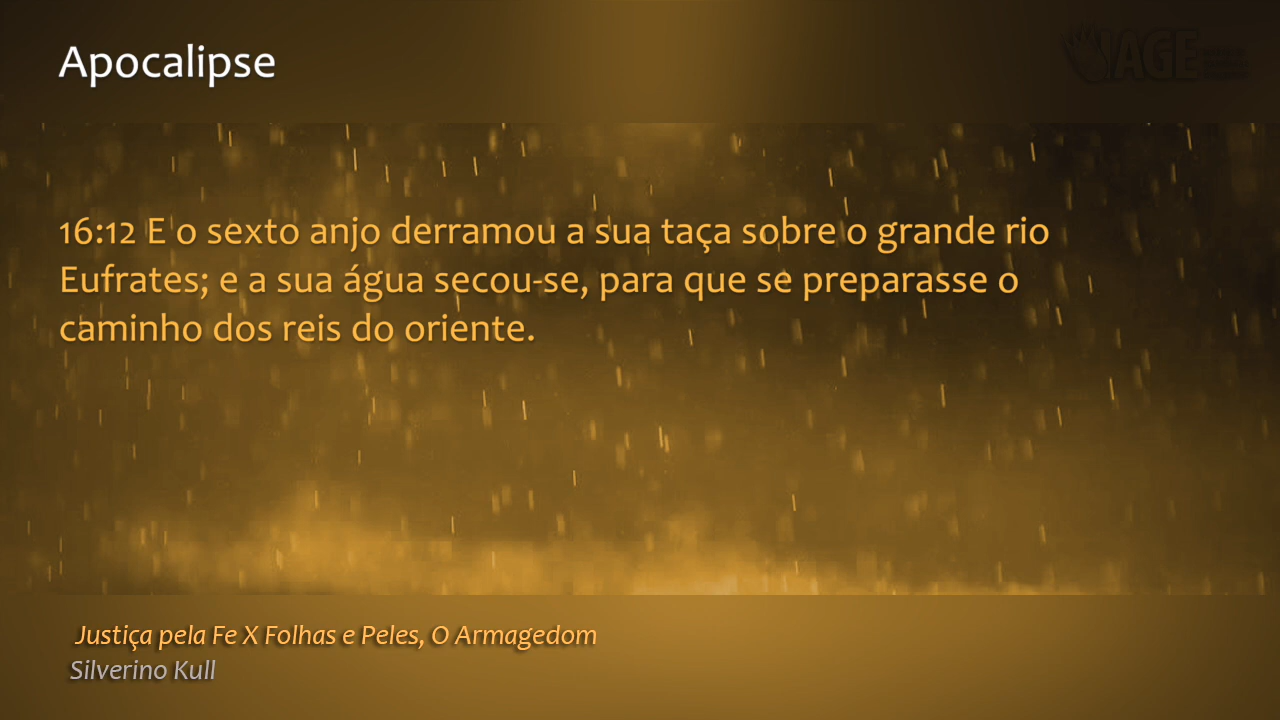 Apocalipse
IAGE
16:12 E o sexto anjo derramou a sua taça sobre o grande rio
Eufrates; e a sua água secou-se, para que se preparasse o
caminho dos reis do oriente.
Justiça pela Fe X Folhas e Peles, O Armagedom
Silverino Kull